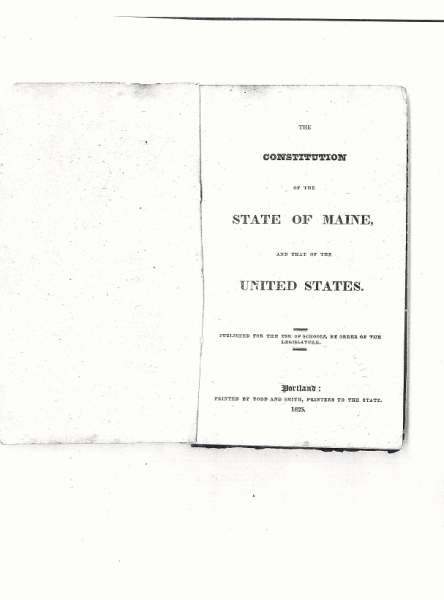 THE
CONSTITUTION
OF THE
STATE OF MAINE,
AND THAT OF THE
UNITED STATES.
PUBLISHED FOR THE USE OF SCHOOLS, BY ORDER OF THE
LEGISLATURE.
Portland:
PRINTED BY TODD AND SMITH, PRINTERS TO THE STATE.
1825.